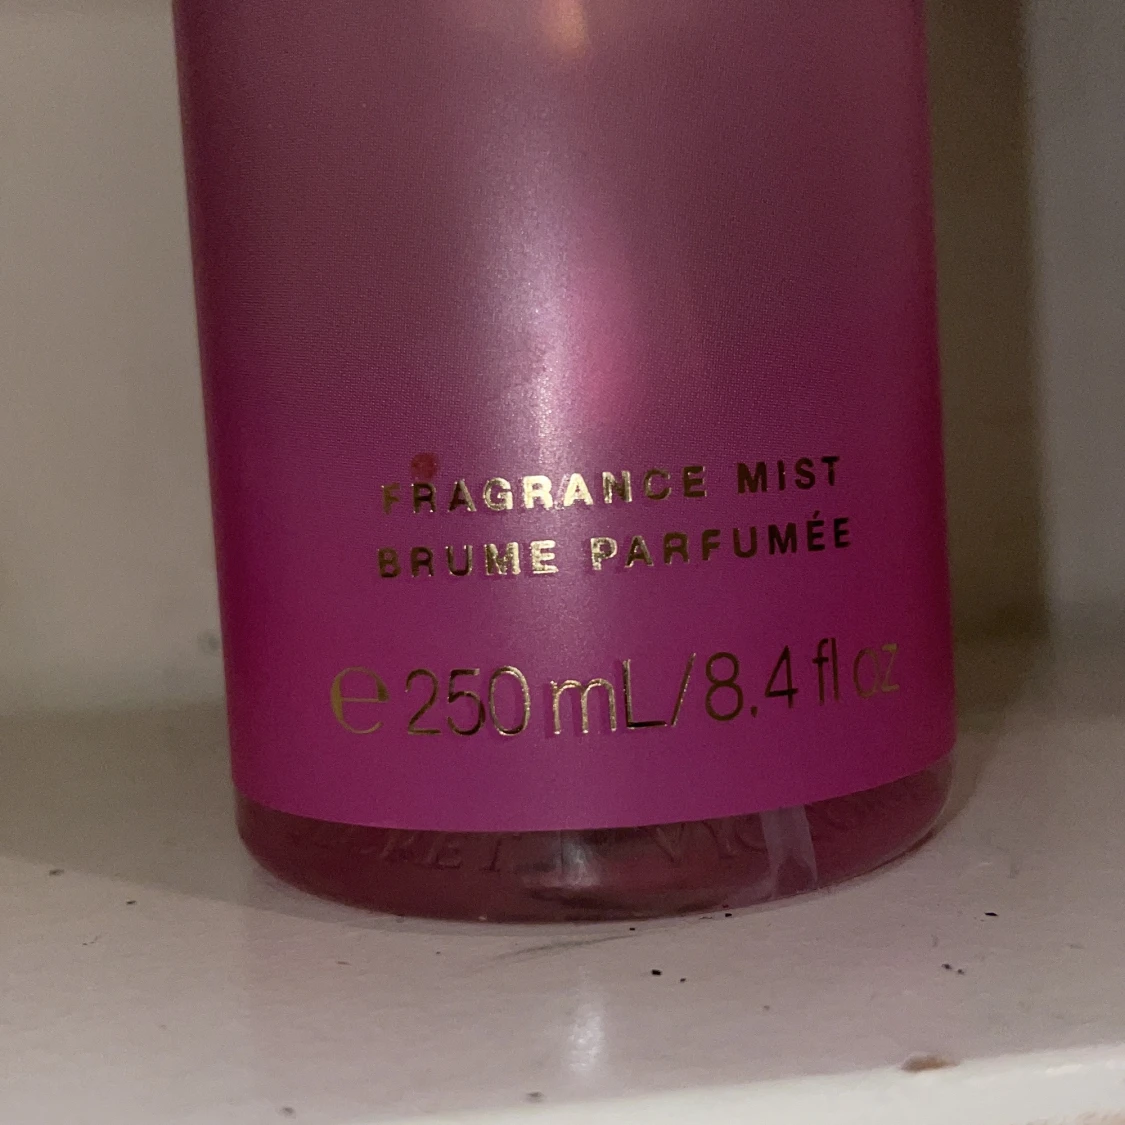 FRAGRANCE MIST
BRUME PARFUMÉE
℮ 250 mL/8.4 fl oz